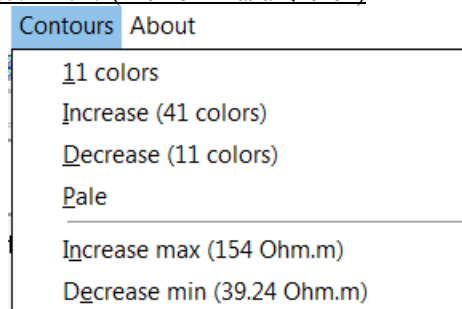 Contours About
11 colors
Increase (41 colors)
Decrease (11 colors)
Pale
Increase max (154 Ohm.m)
Decrease min (39.24 Ohm.m)